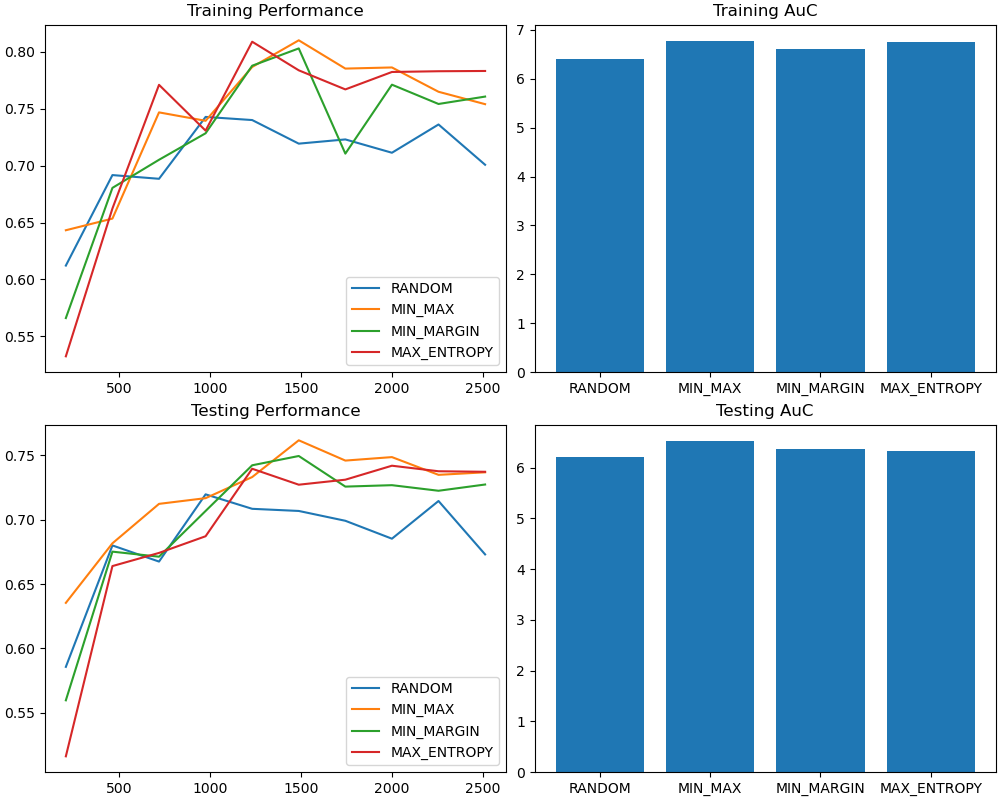 Training Performance
0.80
0.75
0.70
0.65
0.60
0.55
RANDOM
MIN_MAX
MIN_MARGIN
MAX_ENTROPY
500 1000 1500 2000 2500
Training AuC
7
6
5
4
3
2
1
0
RANDOM MIN_MAX MIN_MARGIN MAX_ENTROPY
Testing Performance
0.75
0.70
0.65
0.60
0.55
RANDOM
MIN_MAX
MIN_MARGIN
MAX_ENTROPY
500 1000 1500 2000 2500
Testing AuC
6
5
4
3
2
1
0
RANDOM MIN_MAX MIN_MARGIN MAX_ENTROPY